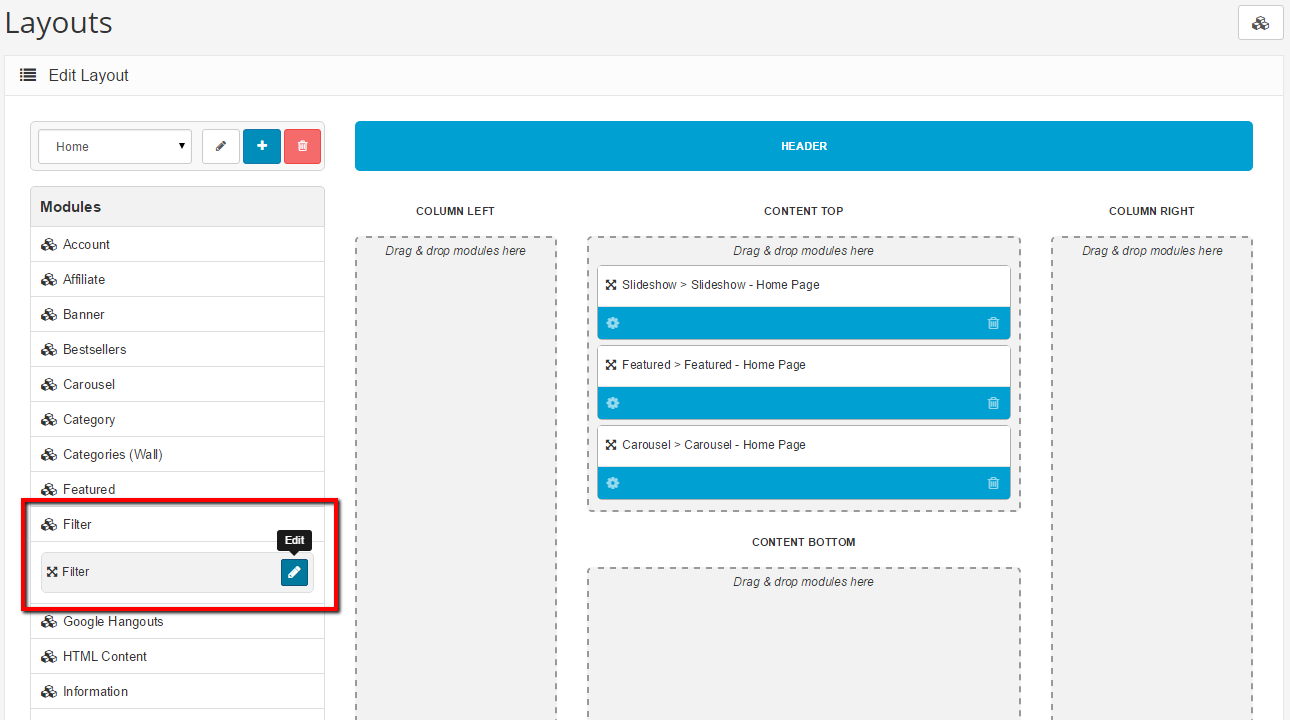 Layouts
Edit Layout
Home
HEADER
Modules
Account
Affiliate
Banner
Bestsellers
Carousel
Category
Categories (Wall)
Featured
Filter
Edit
Filter
Google Hangouts
HTML Content
Information
COLUMN LEFT
Drag & drop modules here
CONTENT TOP
Drag & drop modules here
Slideshow > Slideshow - Home Page
Featured > Featured - Home Page
Carousel > Carousel - Home Page
CONTENT BOTTOM
Drag & drop modules here
COLUMN RIGHT
Drag & drop modules here